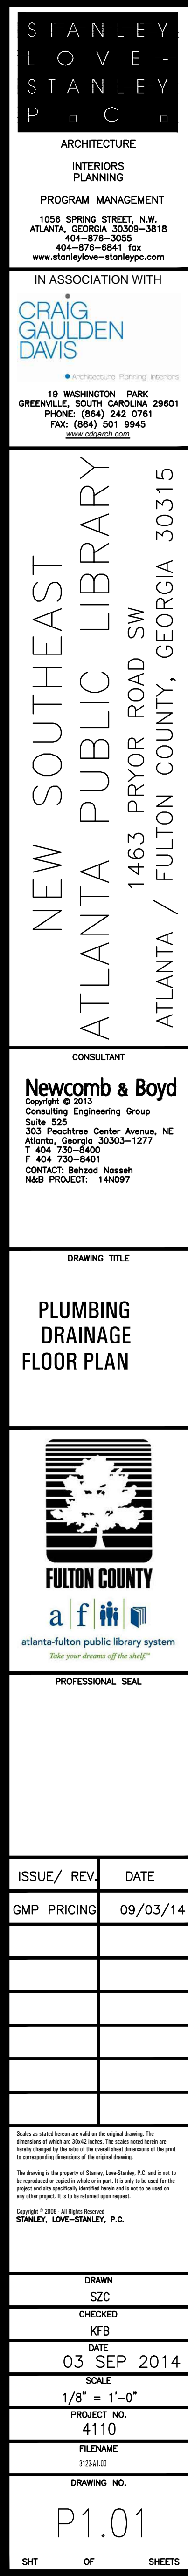 STANLEY
LOVE-
STANLEY
P C
ARCHITECTURE
INTERIORS
PLANNING
PROGRAM MANAGEMENT
1056 SPRING STREET, N.W.
ATLANTA, GEORGIA 30309-3818
404-876-3055
404-876-6841 fax
www.stanleylove-stanleypc.com
IN ASSOCIATION WITH
CRAIG
GAULDEN
DAVIS
Architecture Planning Interiors
19 WASHINGTON PARK
GREENVILLE, SOUTH CAROLINA 29601
PHONE: (864) 242 0761
FAX: (864) 501 9945
www.cdgarch.com
NEW SOUTHEAST
ATLANTA PUBLIC LIBRARY
1463 PRYOR ROAD SW
ATLANTA / FULTON COUNTY, GEORGIA 30315
CONSULTANT
Newcomb & Boyd
Copyright © 2013
Consulting Engineering Group
Suite 525
303 Peachtree Center Avenue, NE
Atlanta, Georgia 30303-1277
T 404 730-8400
F 404 730-8401
CONTACT: Behzad Nasseh
N&B PROJECT: 14N097
DRAWING TITLE
PLUMBING
DRAINAGE
FLOOR PLAN
FULTON COUNTY
a f
atlanta-fulton public library system
Take your dreams off the shelf.™
PROFESSIONAL SEAL
ISSUE/ REV. DATE
GMP PRICING 09/03/14
Scales as stated hereon are valid on the original drawing. The
dimensions of which are 30x42 inches. The scales noted herein are
hereby changed by the ratio of the overall sheet dimensions of the print
to corresponding dimensions of the original drawing.
The drawing is the property of Stanley, Love-Stanley, P.C. and is not to
be reproduced or copied in whole or in part. It is only to be used for the
project and site specifically identified herein and is not to be used on
any other project. It is to be returned upon request.
Copyright © 2008 - All Rights Reserved
STANLEY, LOVE-STANLEY, P.C.
DRAWN
SZC
CHECKED
KFB
DATE
03 SEP 2014
SCALE
1/8" = 1'-0"
PROJECT NO.
4110
FILENAME
3123-A1.00
DRAWING NO.
P1.01
SHT OF SHEETS